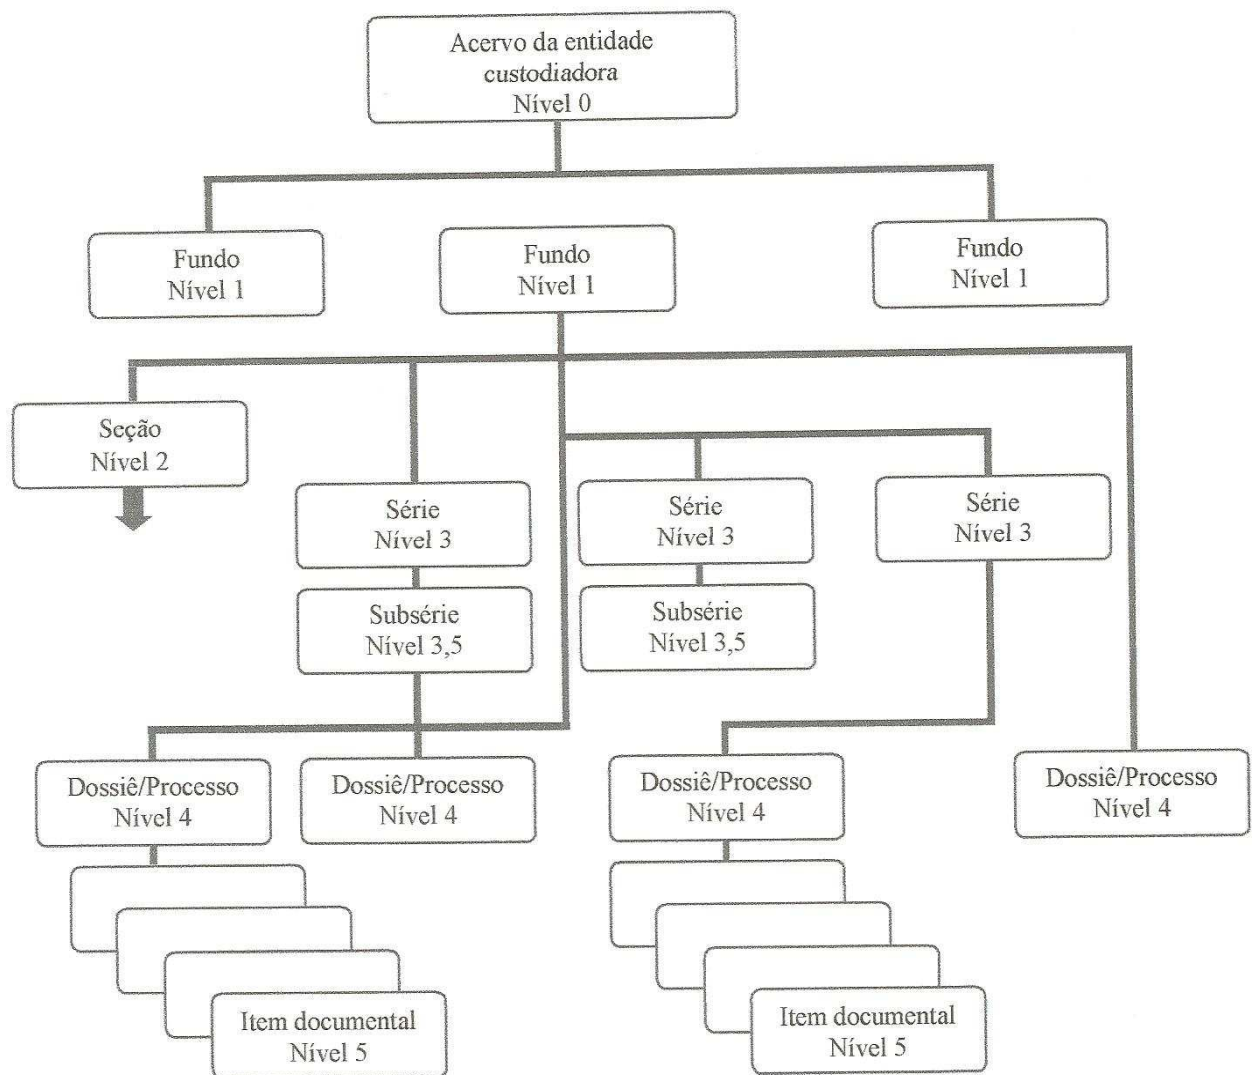 Acervo da entidade
custodiadora
Nível 0
Fundo
Nível 1
Fundo
Nível 1
Fundo
Nível 1
Seção
Nível 2
Série
Nível 3
Série
Nível 3
Série
Nível 3
Subsérie
Nível 3,5
Subsérie
Nível 3,5
Dossiê/Processo
Nível 4
Dossiê/Processo
Nível 4
Dossiê/Processo
Nível 4
Dossiê/Processo
Nível 4
Item documental
Nível 5
Item documental
Nível 5